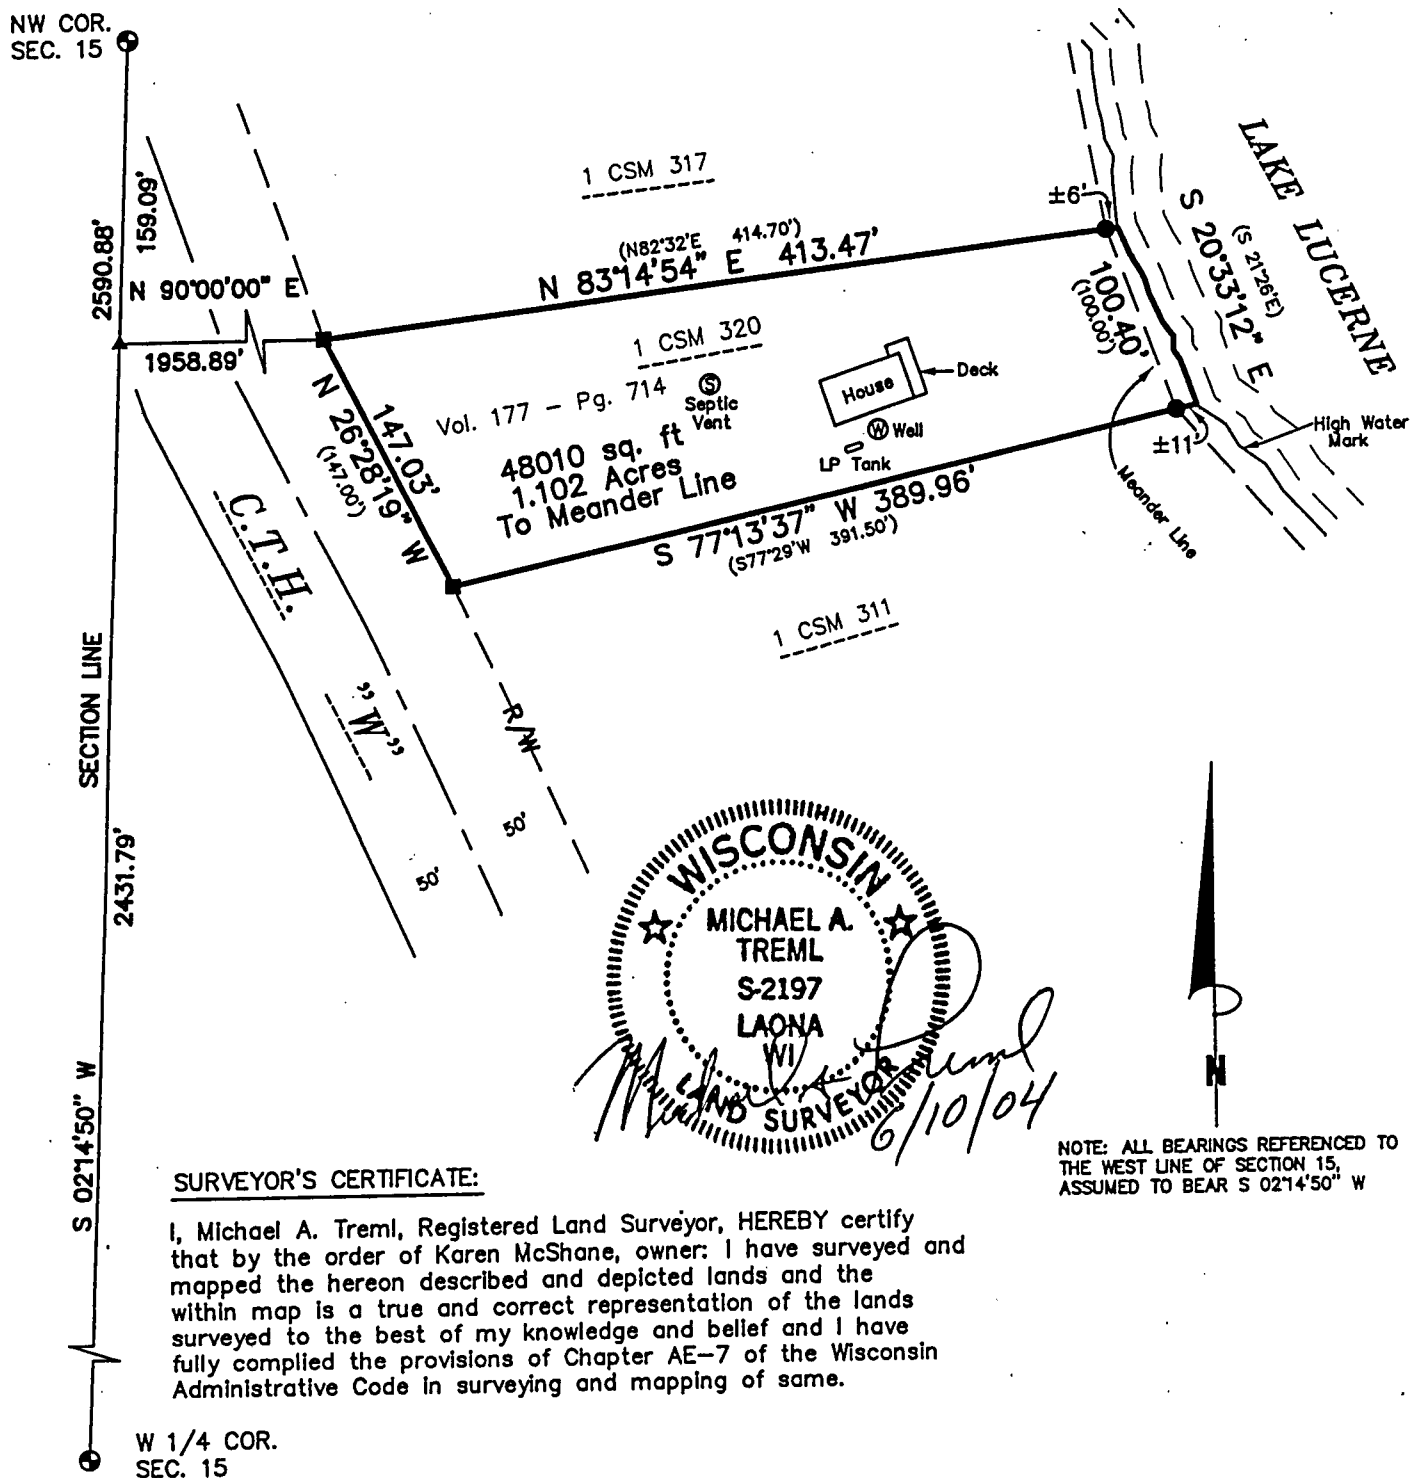 NW COR.
SEC. 15
2590.88'
159.09'
N 90°00'00" E
1958.89'
1 CSM 317
(N82°32'E 414.70')
N 83°14'54" E 413.47'
±6'
LAKE LUCERNE
S 20°33'12" E
(S 21°26'E)
100.40'
(100.00')
1 CSM 320
Vol. 177 - Pg. 714
Septic
Vent
House
Deck
Well
LP Tank
48010 sq. ft
1.102 Acres
To Meander Line
147.03'
N 26°28'19" W
(147.00')
S 77°13'37" W 389.96'
(S77°29'W 391.50')
±11'
High Water
Mark
Meander Line
1 CSM 311
C.T.H.
"W"
R/W
50'
50'
SECTION LINE
2431.79'
S 02°14'50" W
WISCONSIN
MICHAEL A.
TREML
S-2197
LAONA
WI
LAND SURVEYOR
Michael A Treml
6/10/04
N
NOTE: ALL BEARINGS REFERENCED TO
THE WEST LINE OF SECTION 15,
ASSUMED TO BEAR S 02°14'50" W
SURVEYOR'S CERTIFICATE:
I, Michael A. Treml, Registered Land Surveyor, HEREBY certify
that by the order of Karen McShane, owner: I have surveyed and
mapped the hereon described and depicted lands and the
within map is a true and correct representation of the lands
surveyed to the best of my knowledge and belief and I have
fully complied the provisions of Chapter AE-7 of the Wisconsin
Administrative Code in surveying and mapping of same.
W 1/4 COR.
SEC. 15